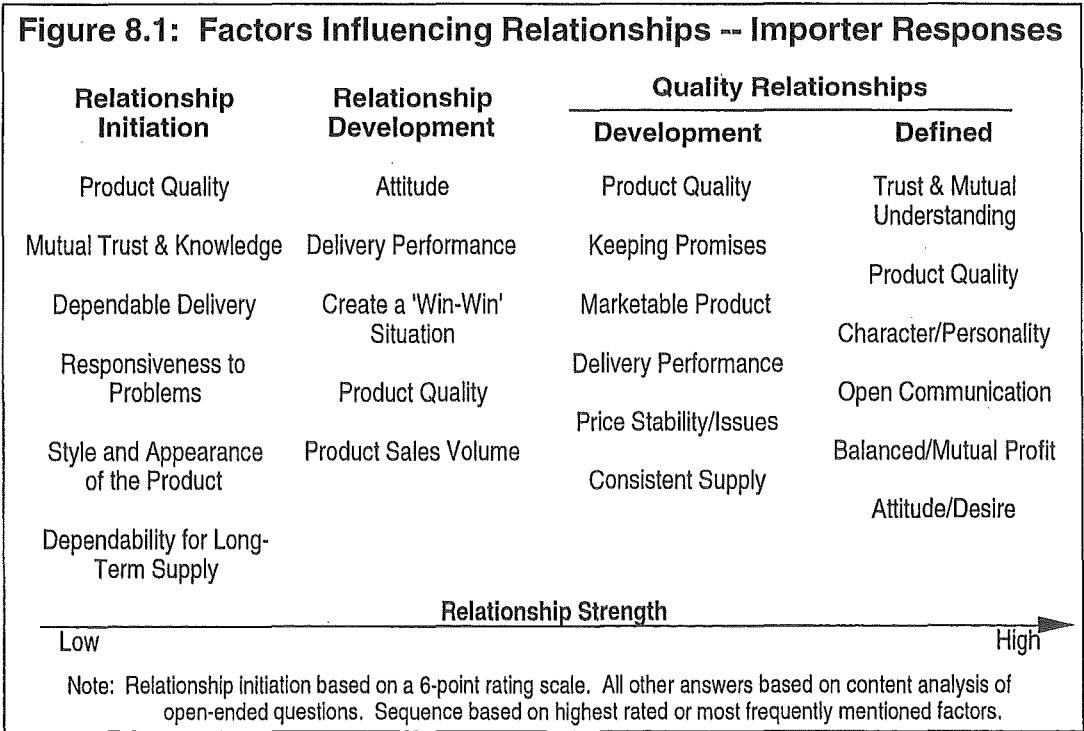 Figure 8.1: Factors Influencing Relationships -- Importer Responses
Relationship
Initiation
Product Quality
Mutual Trust & Knowledge
Dependable Delivery
Responsiveness to
Problems
Style and Appearance
of the Product
Dependability for Long-
Term Supply
Relationship
Development
Attitude
Delivery Performance
Create a 'Win-Win'
Situation
Product Quality
Product Sales Volume
Quality Relationships
Development
Product Quality
Keeping Promises
Marketable Product
Delivery Performance
Price Stability/Issues
Consistent Supply
Defined
Trust & Mutual
Understanding
Product Quality
Character/Personality
Open Communication
Balanced/Mutual Profit
Attitude/Desire
Relationship Strength
Low
High
Note: Relationship initiation based on a 6-point rating scale. All other answers based on content analysis of
open-ended questions. Sequence based on highest rated or most frequently mentioned factors.